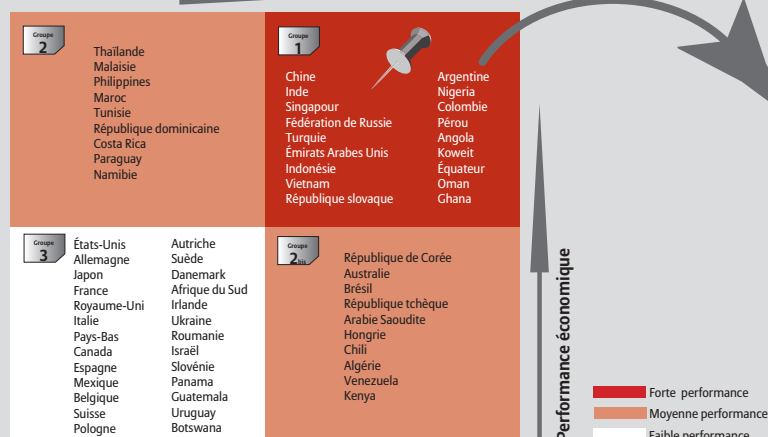 Groupe
2
Thaïlande
Malaisie
Philippines
Maroc
Tunisie
République dominicaine
Costa Rica
Paraguay
Namibie
Groupe
1
Chine
Inde
Singapour
Fédération de Russie
Turquie
Émirats Arabes Unis
Indonésie
Vietnam
République slovaque
Argentine
Nigeria
Colombie
Pérou
Angola
Koweit
Équateur
Oman
Ghana
Groupe
3
États-Unis
Allemagne
Japon
France
Royaume-Uni
Italie
Pays-Bas
Canada
Espagne
Mexique
Belgique
Suisse
Pologne
Autriche
Suède
Danemark
Afrique du Sud
Irlande
Ukraine
Roumanie
Israël
Slovénie
Panama
Guatemala
Uruguay
Botswana
Groupe
2bis
République de Corée
Australie
Brésil
République tchèque
Arabie Saoudite
Hongrie
Chili
Algérie
Venezuela
Kenya
Performance économique
Forte performance
Moyenne performance
Faible performance